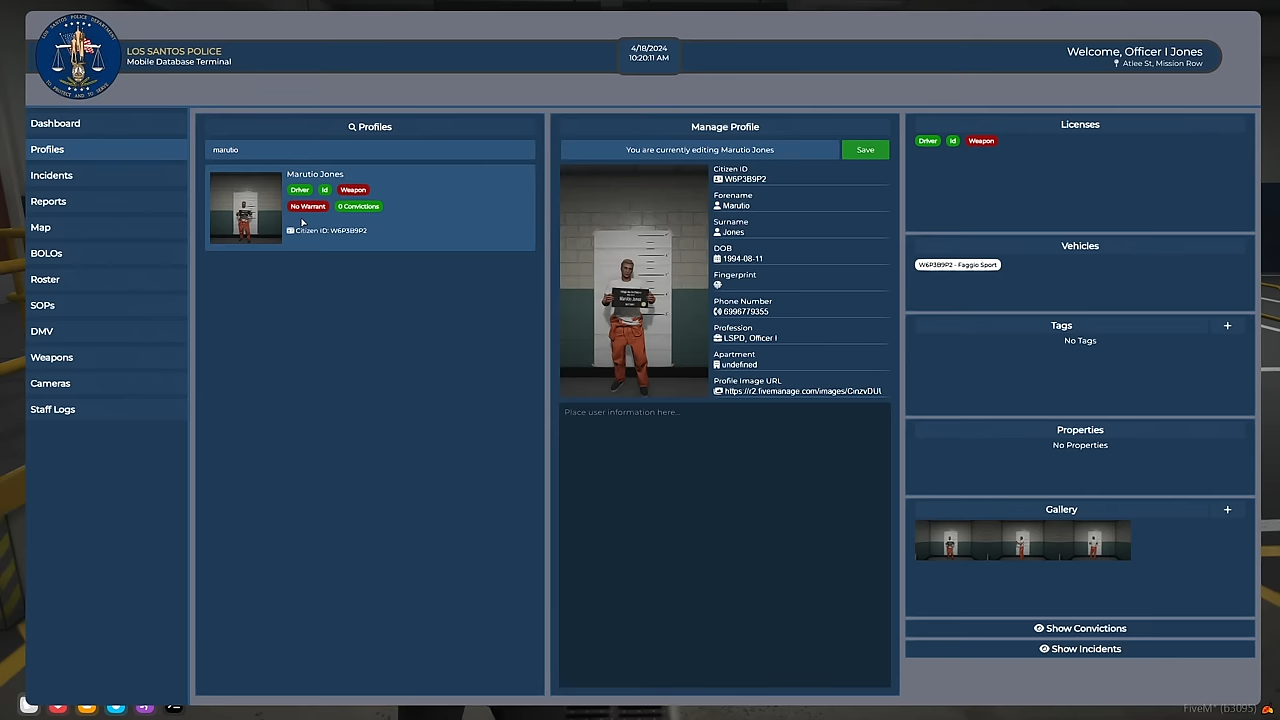 LOS SANTOS POLICE
Mobile Database Terminal
4/18/2024
10:20:11 AM
Welcome, Officer I Jones
Atlee St, Mission Row
Dashboard
Profiles
Incidents
Reports
Map
BOLOs
Roster
SOPs
DMV
Weapons
Cameras
Staff Logs
Profiles
marutio
Marutio Jones
Driver Id Weapon
No Warrant 0 Convictions
Citizen ID: W6P3B9P2
Manage Profile
You are currently editing Marutio Jones
Save
Citizen ID
W6P3B9P2
Forename
Marutio
Surname
Jones
DOB
1994-08-11
Fingerprint
Phone Number
6996779355
Profession
LSPD, Officer I
Apartment
undefined
Profile Image URL
https://r2.fivemanage.com/images/CinzyDUl
Place user information here...
Licenses
Driver Id Weapon
Vehicles
W6P3B9P2 - Faggio Sport
Tags
No Tags
Properties
No Properties
Gallery
Show Convictions
Show Incidents
FiveM* (b3095)